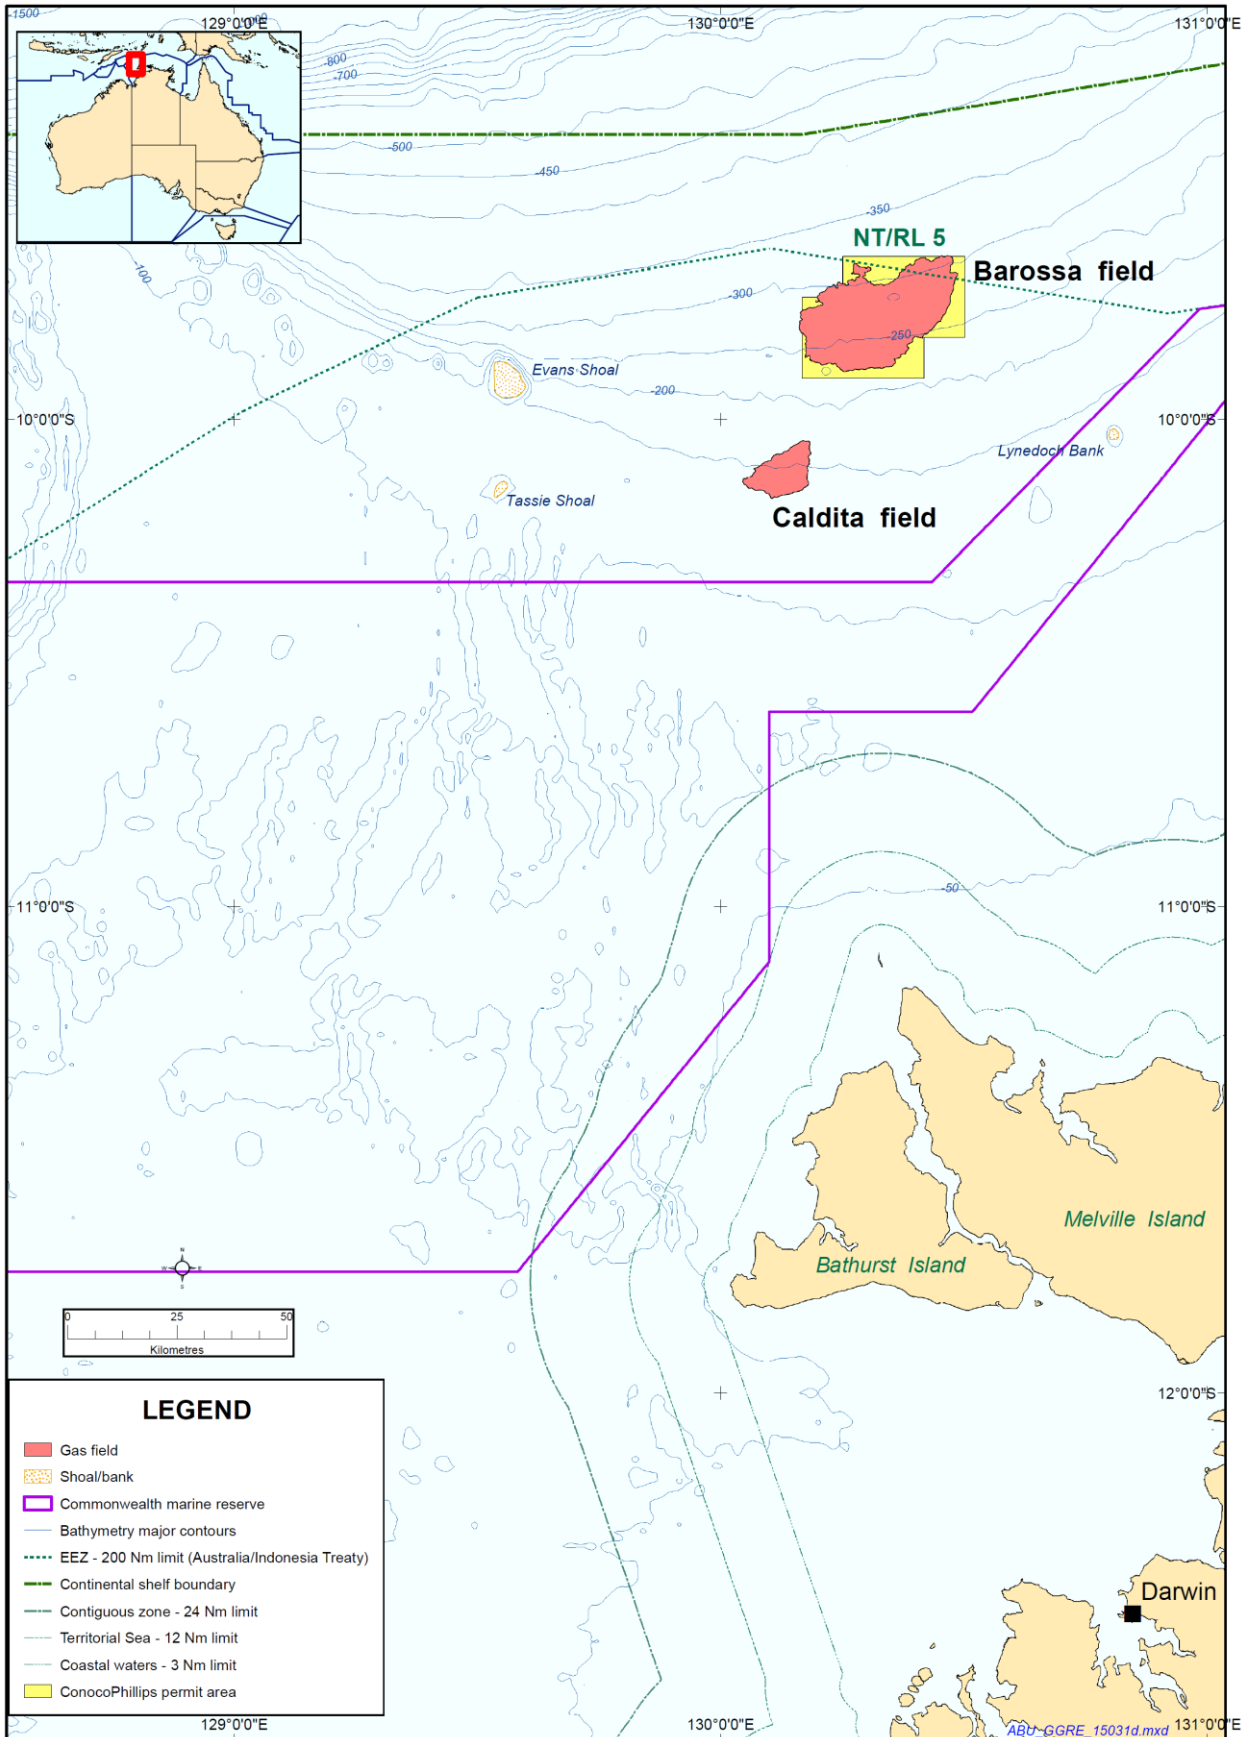 -1500
129°0'0"E
130°0'0"E
131°0'0"E
-800
-700
-500
-450
-350
-100
NT/RL 5
Barossa field
-300
-250
Evans Shoal
-200
10°0'0"S
10°0'0"S
Lynedoch Bank
Tassie Shoal
Caldita field
-50
11°0'0"S
11°0'0"S
Melville Island
Bathurst Island
N
W E
S
0 25 50
Kilometres
12°0'0"S
LEGEND
Gas field
Shoal/bank
Commonwealth marine reserve
Bathymetry major contours
EEZ - 200 Nm limit (Australia/Indonesia Treaty)
Continental shelf boundary
Contiguous zone - 24 Nm limit
Territorial Sea - 12 Nm limit
Coastal waters - 3 Nm limit
ConocoPhillips permit area
Darwin
129°0'0"E
130°0'0"E
ABU_GGRE_15031d.mxd
131°0'0"E